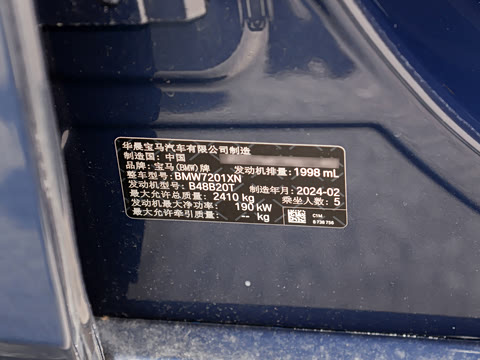 华晨宝马汽车有限公司制造
制造国：中国
品牌：宝马(BMW)牌 发动机排量：1998 mL
整车型号：BMW7201XN
发动机型号：B48B20T 制造年月：2024-02
最大允许总质量：2410 kg 乘坐人数：5
发动机最大净功率：190 kW
最大允许牵引质量：-- kg
C1N